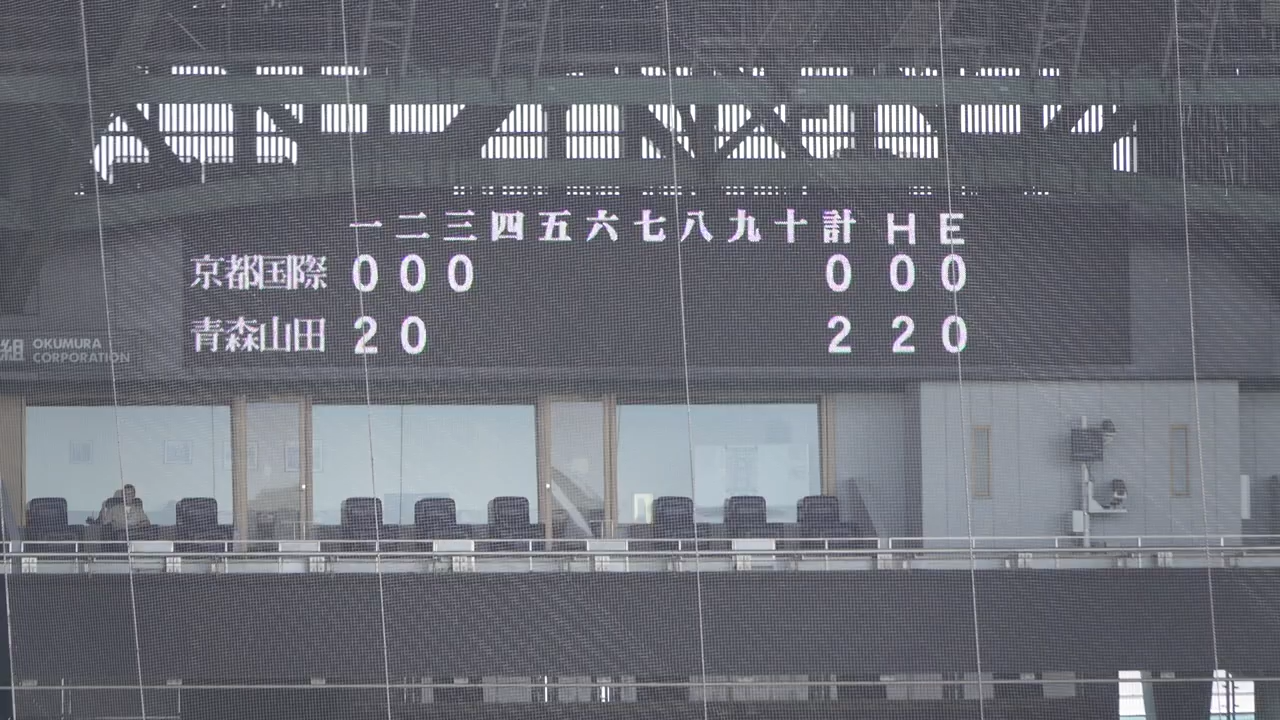 一 二 三 四 五 六 七 八 九 十 計 H E
京都国際 0 0 0 0 0 0
青森山田 2 0 2 2 0
組 OKUMURA
CORPORATION